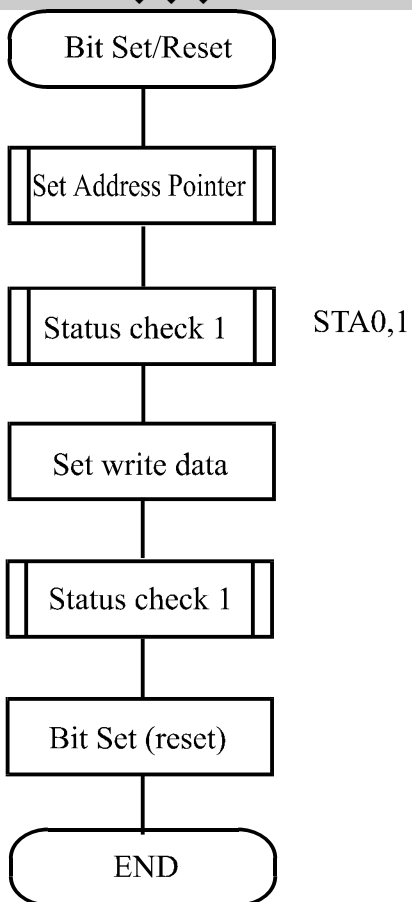 Bit Set/Reset
Set Address Pointer
Status check 1
STA0,1
Set write data
Status check 1
Bit Set (reset)
END